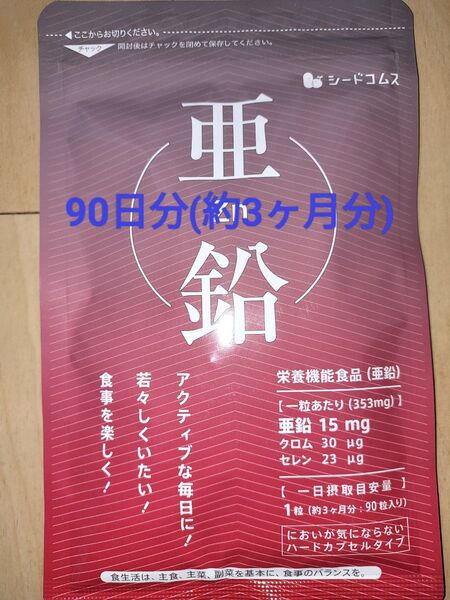 ここからお切りください。
チャック
開封後はチャックを閉めて保存してください。
シードコムス
亜
Zn
90日分(約3ヶ月分)
鉛
アクティブな毎日に!
若々しくいたい!
食事を楽しく!
栄養機能食品 (亜鉛)
【 一粒あたり (353mg) 】
亜鉛 15 mg
クロム 30 μg
セレン 23 μg
【 一日摂取目安量 】
1粒 (約3ヶ月分:90粒入り)
においが気にならない
ハードカプセルタイプ
食生活は、主食、主菜、副菜を基本に、食事のバランスを。